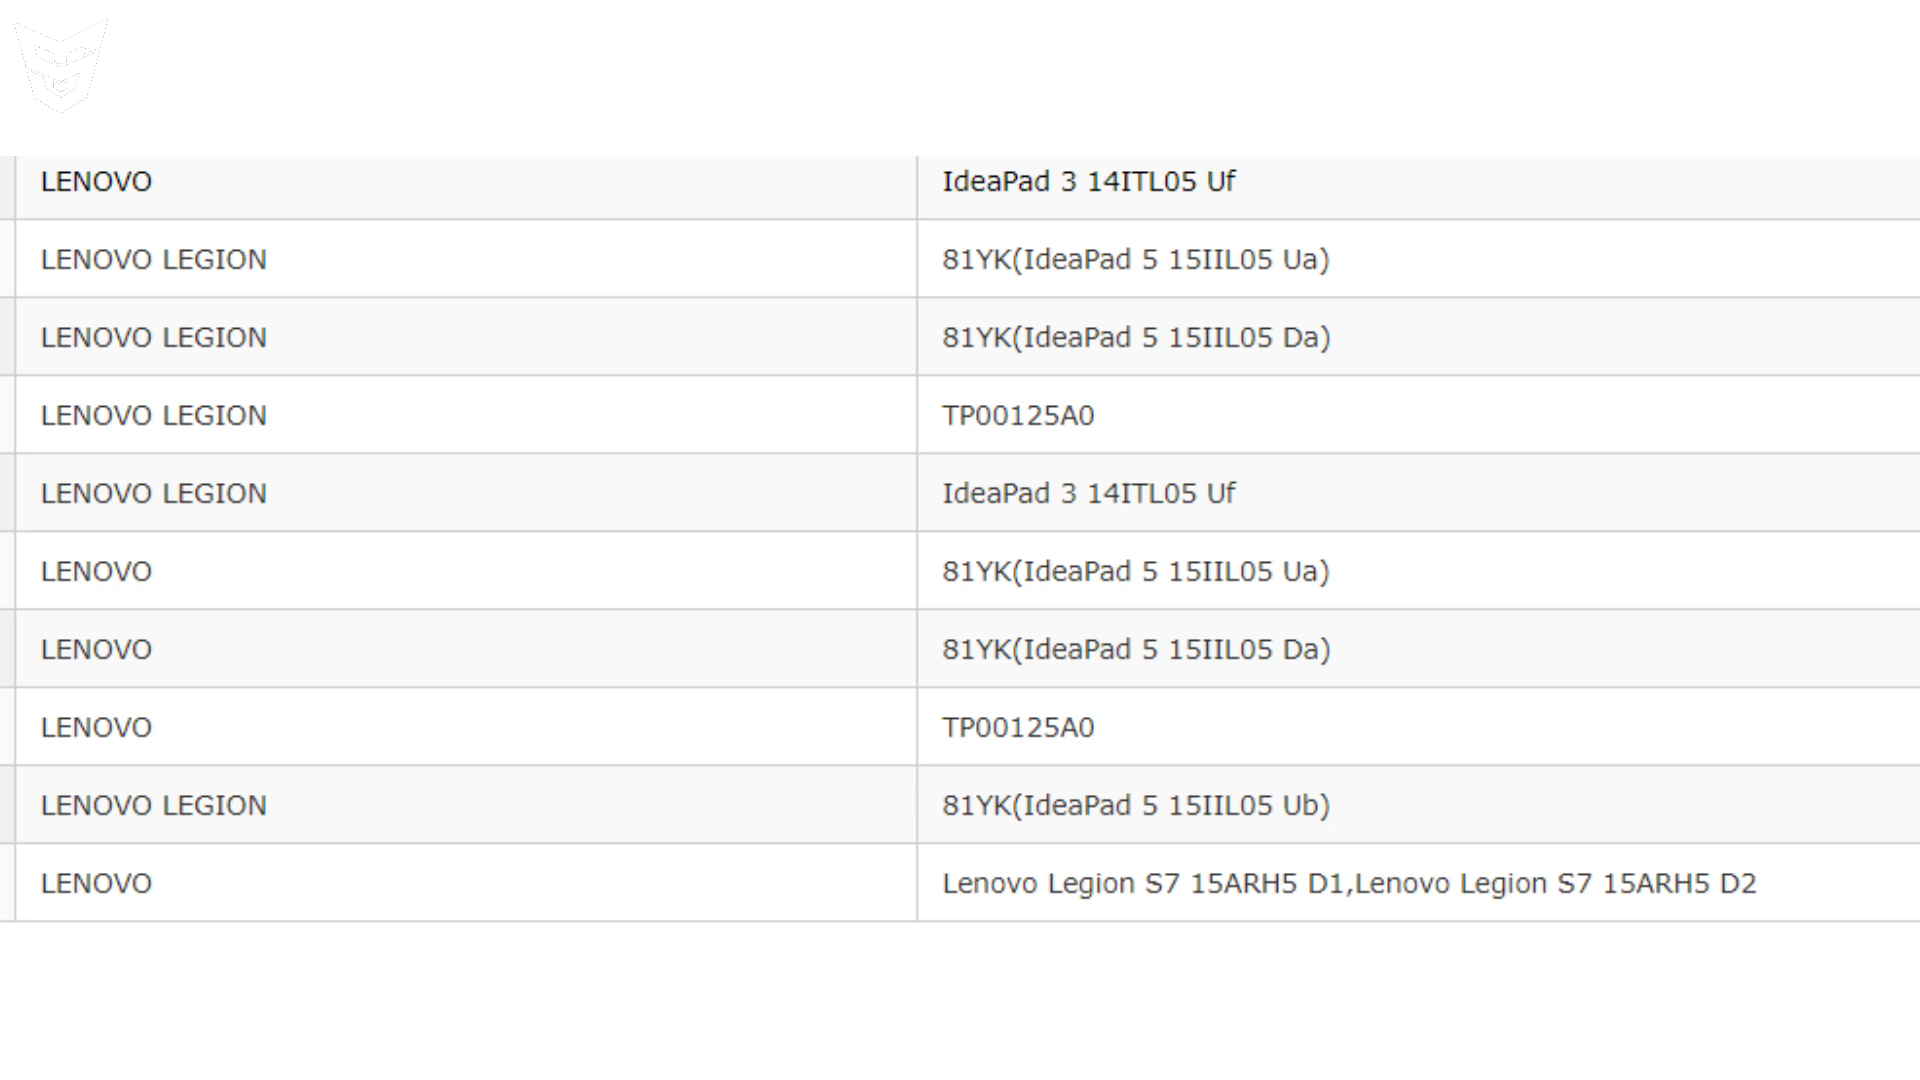 LENOVO IdeaPad 3 14ITL05 Uf
LENOVO LEGION 81YK(IdeaPad 5 15IIL05 Ua)
LENOVO LEGION 81YK(IdeaPad 5 15IIL05 Da)
LENOVO LEGION TP00125A0
LENOVO LEGION IdeaPad 3 14ITL05 Uf
LENOVO 81YK(IdeaPad 5 15IIL05 Ua)
LENOVO 81YK(IdeaPad 5 15IIL05 Da)
LENOVO TP00125A0
LENOVO LEGION 81YK(IdeaPad 5 15IIL05 Ub)
LENOVO Lenovo Legion S7 15ARH5 D1,Lenovo Legion S7 15ARH5 D2